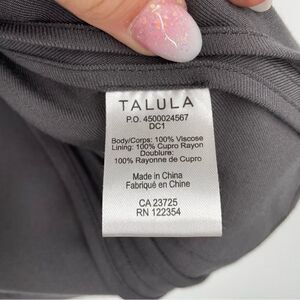 TALULA
P.O. 4500024567
DC1
Body/Corps: 100% Viscose
Lining: 100% Cupro Rayon
Doublure:
100% Rayonne de Cupro
Made in China
Fabriqué en Chine
CA 23725
RN 122354